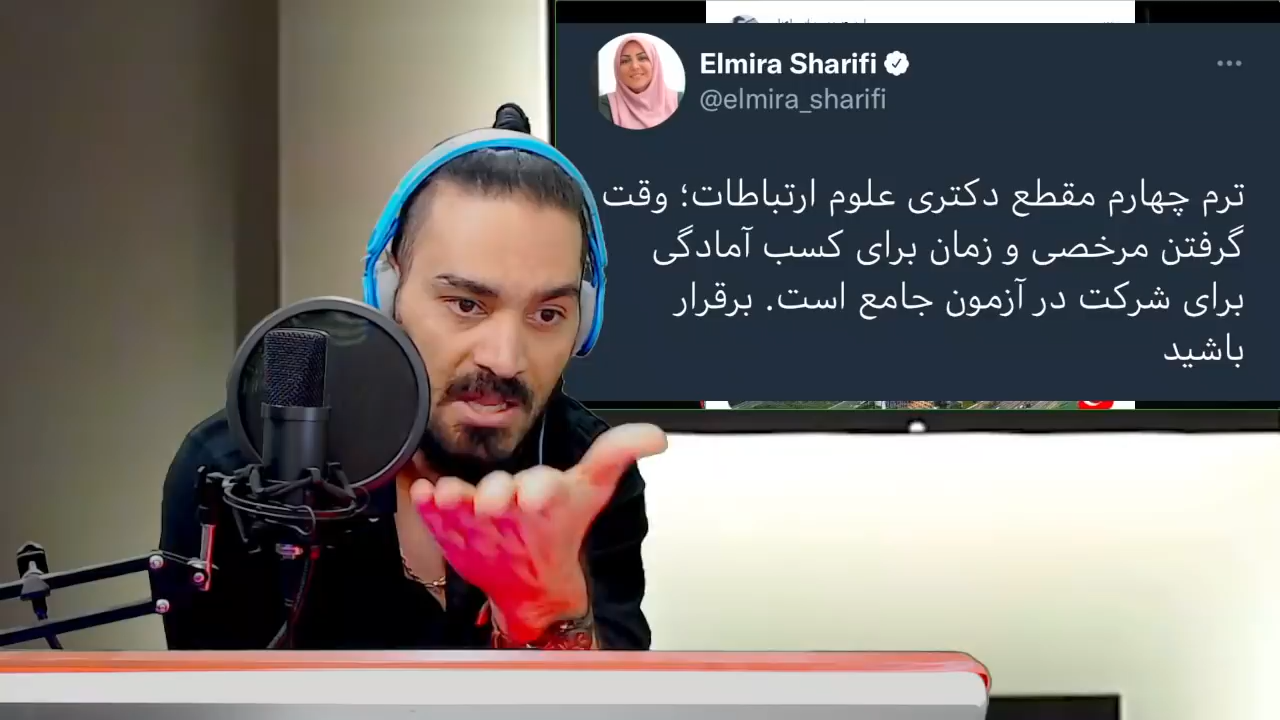 Elmira Sharifi
@elmira_sharifi
ترم چهارم مقطع دکتری علوم ارتباطات؛ وقت
گرفتن مرخصی و زمان برای کسب آمادگی
برای شرکت در آزمون جامع است. برقرار
باشید